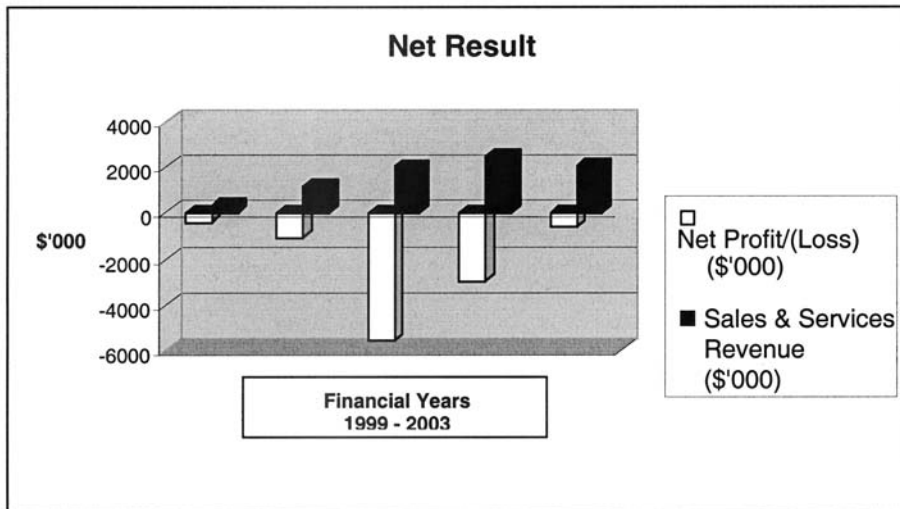 Net Result
4000
2000
0
-2000
-4000
-6000
$'000
Financial Years
1999 - 2003
Net Profit/(Loss)
($'000)
Sales & Services
Revenue
($'000)